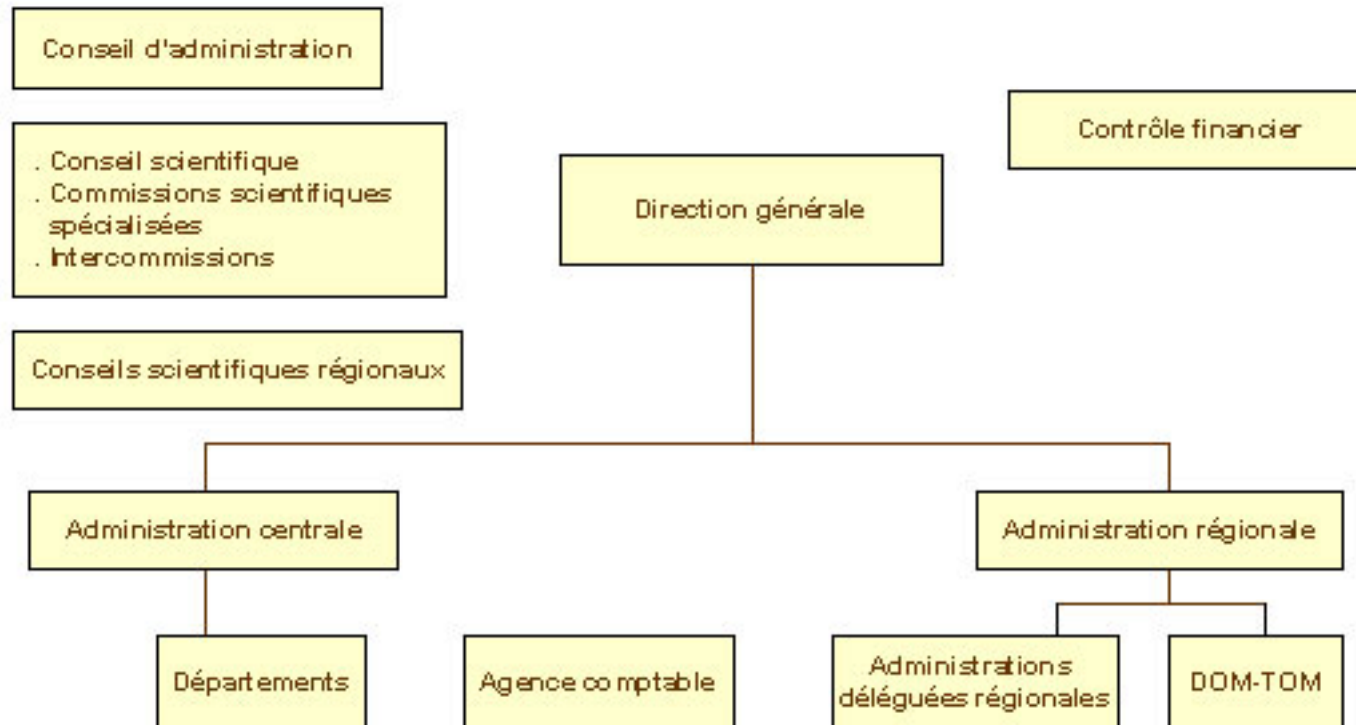 Conseil d'administration
Contrôle financier
. Conseil scientifique
. Commissions scientifiques
spécialisées
. Intercommissions
Direction générale
Conseils scientifiques régionaux
Administration centrale
Administration régionale
Départements
Agence comptable
Administrations
déléguées régionales
DOM-TOM